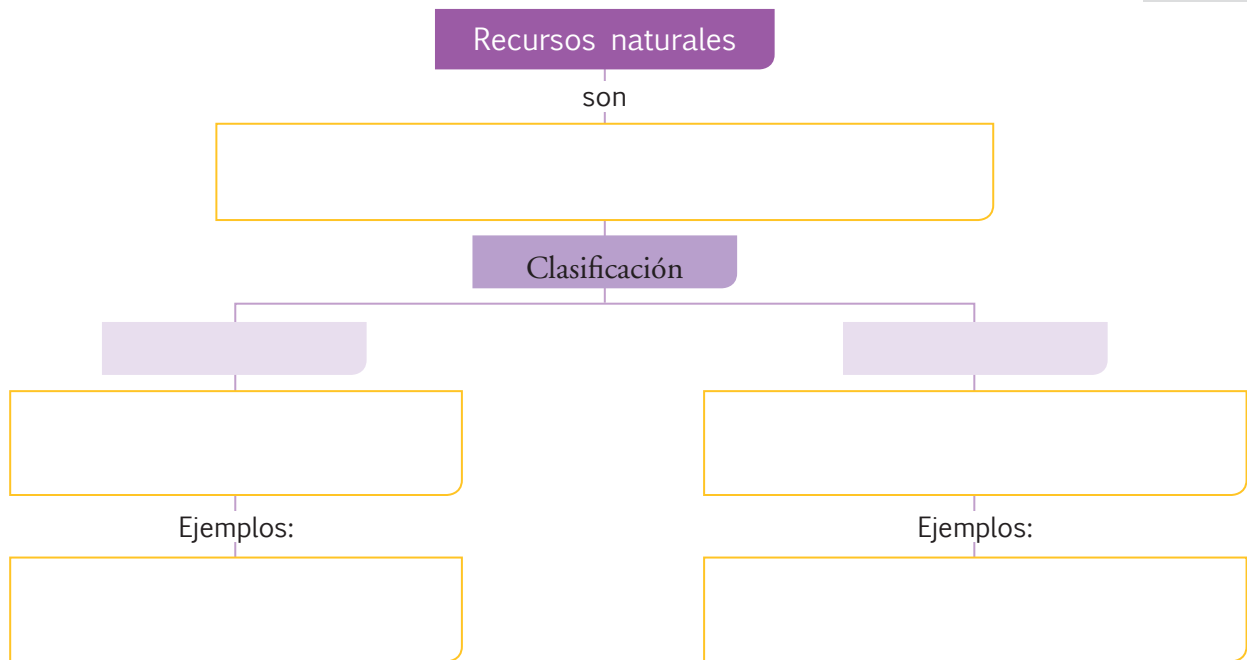 Recursos naturales
son
Clasificación
Ejemplos:
Ejemplos: